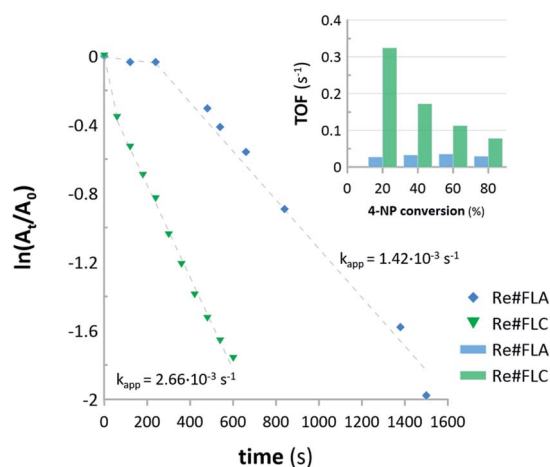 0
-0.4
-0.8
-1.2
-1.6
-2
ln(Aₜ/A₀)
0 200 400 600 800 1000 1200 1400 1600
time (s)
kapp = 2.66·10⁻³ s⁻¹
kapp = 1.42·10⁻³ s⁻¹
0.4
0.3
0.2
0.1
0
TOF (s⁻¹)
0 20 40 60 80
4-NP conversion (%)
Re#FLA
Re#FLC
Re#FLA
Re#FLC